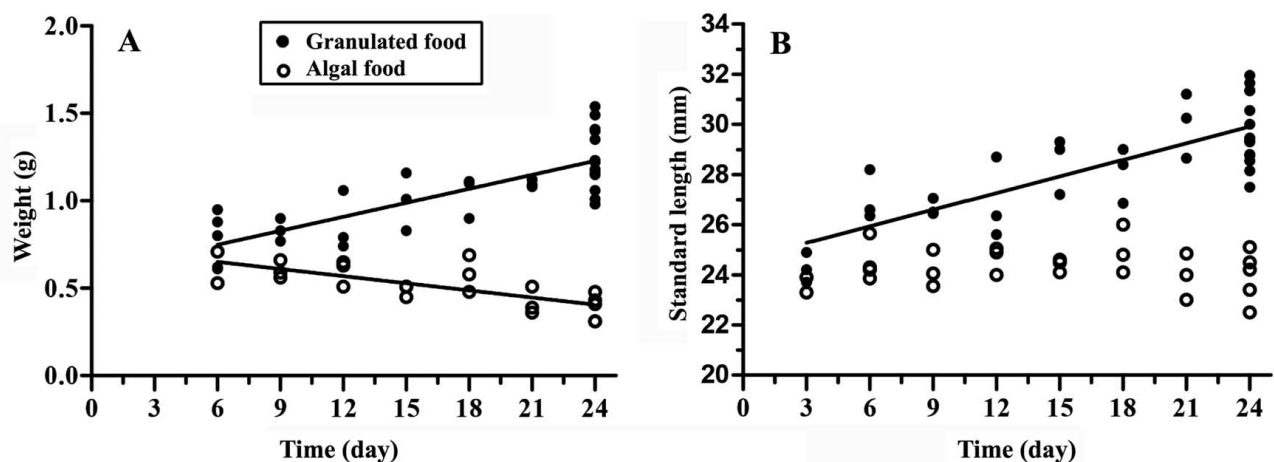 A
Granulated food
Algal food
Weight (g)
2.0
1.5
1.0
0.5
0.0
0 3 6 9 12 15 18 21 24
Time (day)
B
Standard length (mm)
34
32
30
28
26
24
22
20
0 3 6 9 12 15 18 21 24
Time (day)